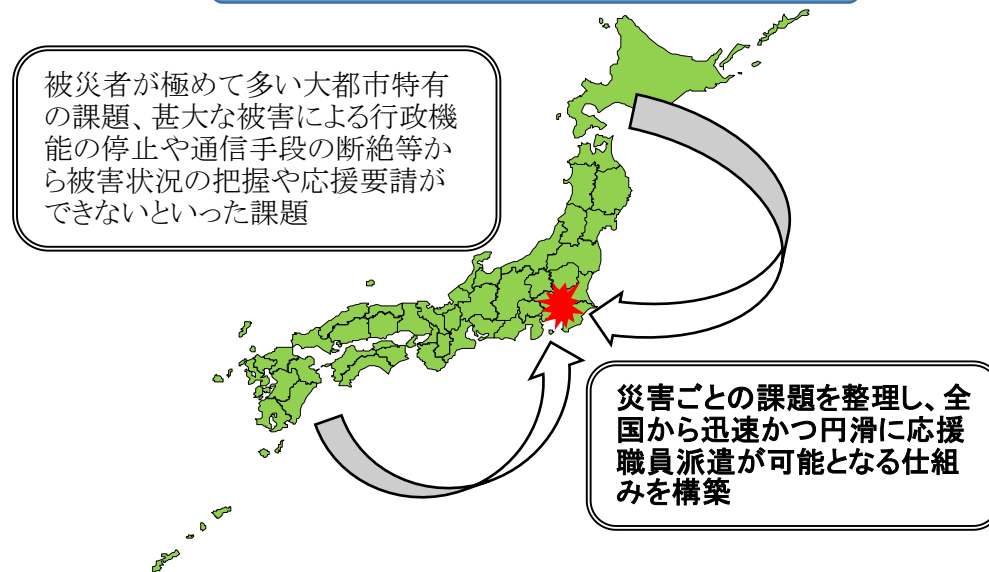 被災者が極めて多い大都市特有
の課題、甚大な被害による行政機
能の停止や通信手段の断絶等か
ら被害状況の把握や応援要請が
できないといった課題
災害ごとの課題を整理し、全
国から迅速かつ円滑に応援
職員派遣が可能となる仕組
みを構築